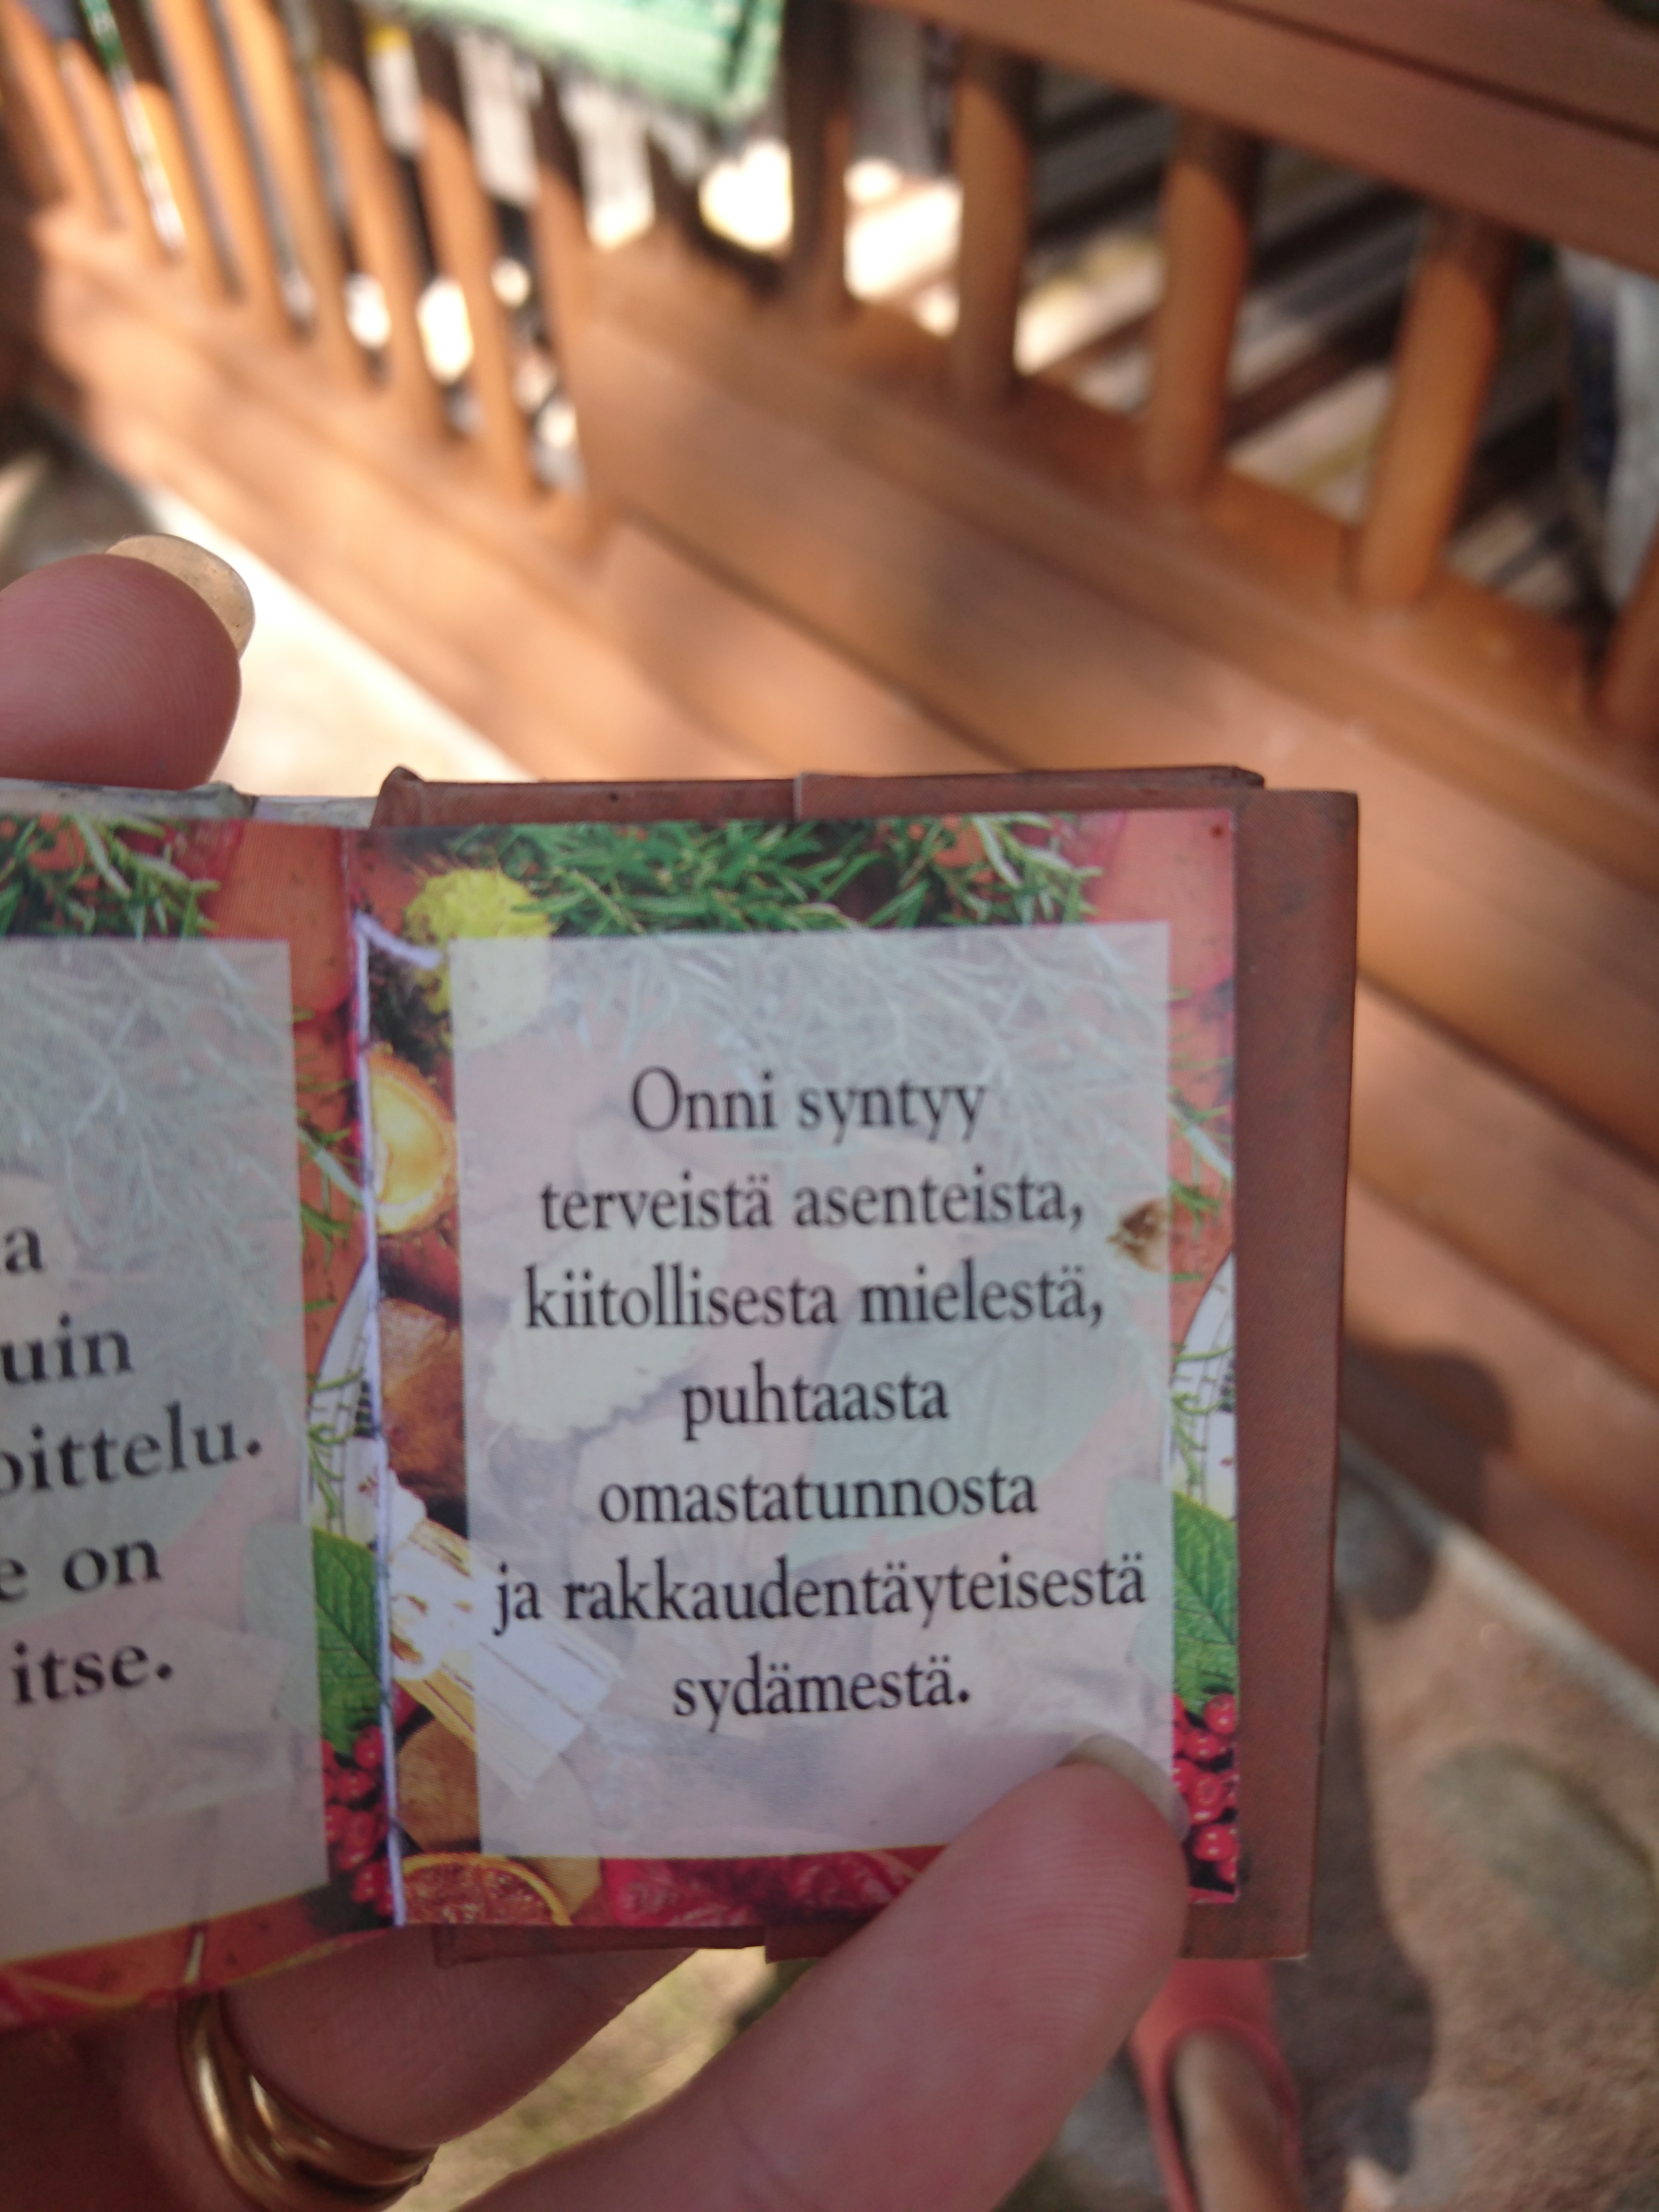 uin
oittelu.
e on
itse.
Onni syntyy
terveistä asenteista,
kiitollisesta mielestä,
puhtaasta
omastatunnosta
ja rakkaudentäyteisestä
sydämestä.